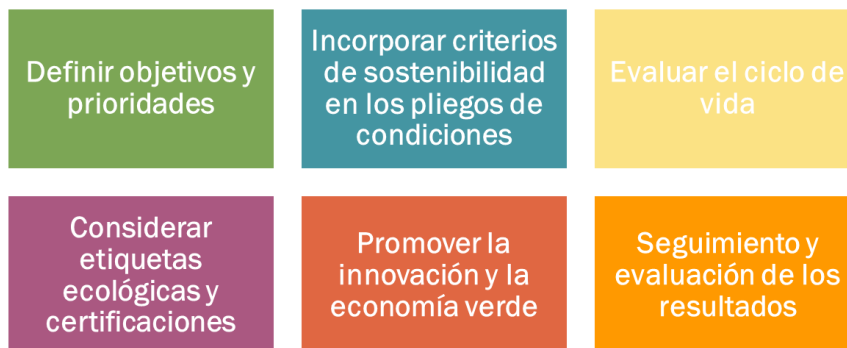 Definir objetivos y
prioridades
Incorporar criterios
de sostenibilidad
en los pliegos de
condiciones
Evaluar el ciclo de
vida
Considerar
etiquetas
ecológicas y
certificaciones
Promover la
innovación y la
economía verde
Seguimiento y
evaluación de los
resultados